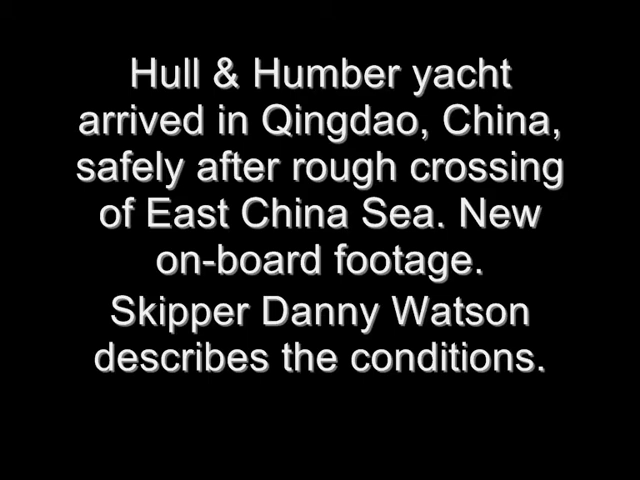 Hull & Humber yacht
arrived in Qingdao, China,
safely after rough crossing
of East China Sea. New
on-board footage.
Skipper Danny Watson
describes the conditions.